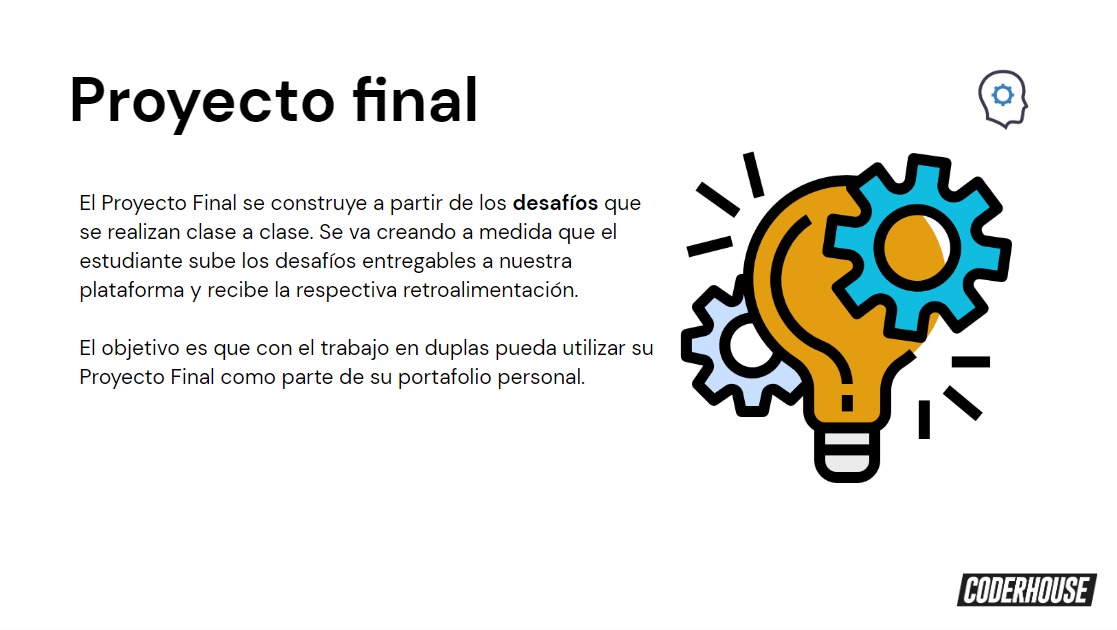 Proyecto final
El Proyecto Final se construye a partir de los desafíos que
se realizan clase a clase. Se va creando a medida que el
estudiante sube los desafíos entregables a nuestra
plataforma y recibe la respectiva retroalimentación.
El objetivo es que con el trabajo en duplas pueda utilizar su
Proyecto Final como parte de su portafolio personal.
CODERHOUSE